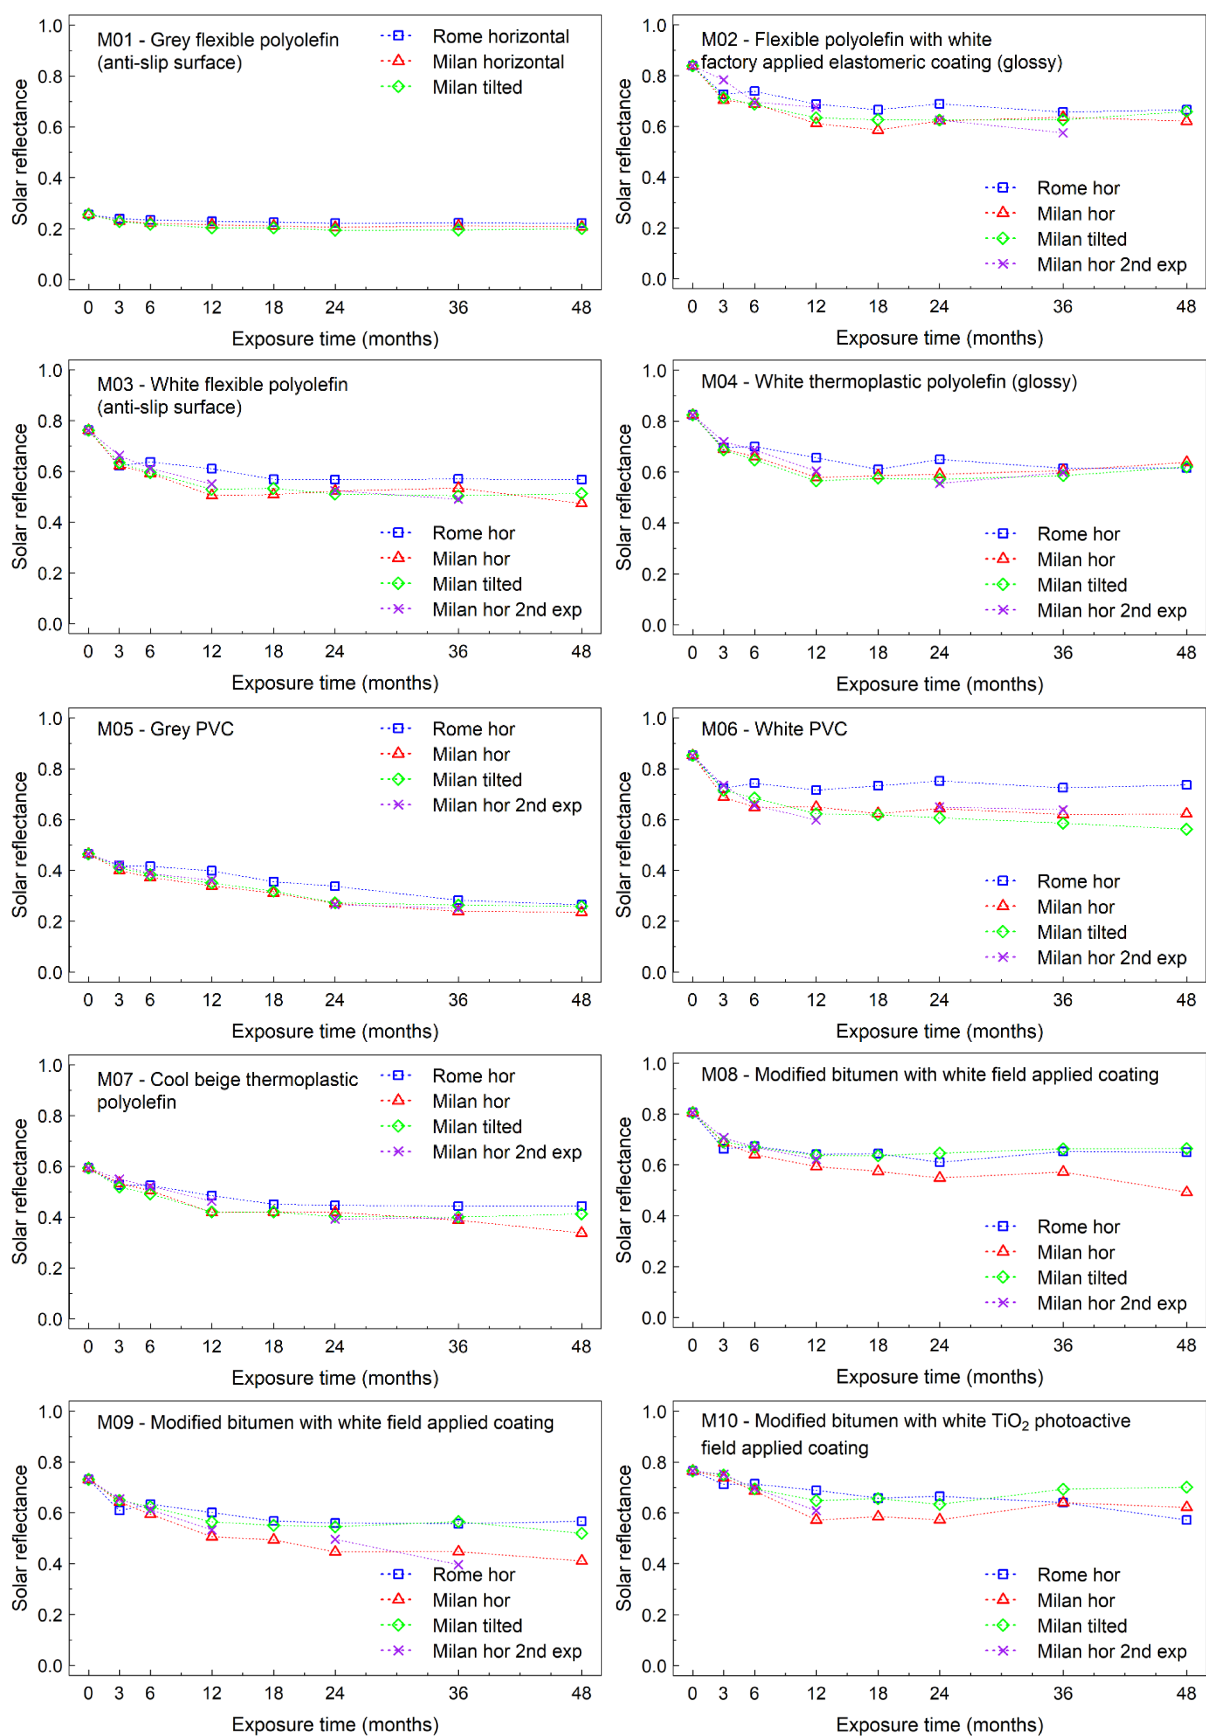 M01 - Grey flexible polyolefin
(anti-slip surface)
Rome horizontal
Milan horizontal
Milan tilted
Solar reflectance
1.0
0.8
0.6
0.4
0.2
0.0
0 3 6 12 18 24 36 48
Exposure time (months)
M02 - Flexible polyolefin with white
factory applied elastomeric coating (glossy)
Rome hor
Milan hor
Milan tilted
Milan hor 2nd exp
Solar reflectance
1.0
0.8
0.6
0.4
0.2
0.0
0 3 6 12 18 24 36 48
Exposure time (months)
M03 - White flexible polyolefin
(anti-slip surface)
Rome hor
Milan hor
Milan tilted
Milan hor 2nd exp
Solar reflectance
1.0
0.8
0.6
0.4
0.2
0.0
0 3 6 12 18 24 36 48
Exposure time (months)
M04 - White thermoplastic polyolefin (glossy)
Rome hor
Milan hor
Milan tilted
Milan hor 2nd exp
Solar reflectance
1.0
0.8
0.6
0.4
0.2
0.0
0 3 6 12 18 24 36 48
Exposure time (months)
M05 - Grey PVC
Rome hor
Milan hor
Milan tilted
Milan hor 2nd exp
Solar reflectance
1.0
0.8
0.6
0.4
0.2
0.0
0 3 6 12 18 24 36 48
Exposure time (months)
M06 - White PVC
Rome hor
Milan hor
Milan tilted
Milan hor 2nd exp
Solar reflectance
1.0
0.8
0.6
0.4
0.2
0.0
0 3 6 12 18 24 36 48
Exposure time (months)
M07 - Cool beige thermoplastic
polyolefin
Rome hor
Milan hor
Milan tilted
Milan hor 2nd exp
Solar reflectance
1.0
0.8
0.6
0.4
0.2
0.0
0 3 6 12 18 24 36 48
Exposure time (months)
M08 - Modified bitumen with white field applied coating
Rome hor
Milan hor
Milan tilted
Milan hor 2nd exp
Solar reflectance
1.0
0.8
0.6
0.4
0.2
0.0
0 3 6 12 18 24 36 48
Exposure time (months)
M09 - Modified bitumen with white field applied coating
Rome hor
Milan hor
Milan tilted
Milan hor 2nd exp
Solar reflectance
1.0
0.8
0.6
0.4
0.2
0.0
0 3 6 12 18 24 36 48
Exposure time (months)
M10 - Modified bitumen with white TiO₂ photoactive
field applied coating
Rome hor
Milan hor
Milan tilted
Milan hor 2nd exp
Solar reflectance
1.0
0.8
0.6
0.4
0.2
0.0
0 3 6 12 18 24 36 48
Exposure time (months)